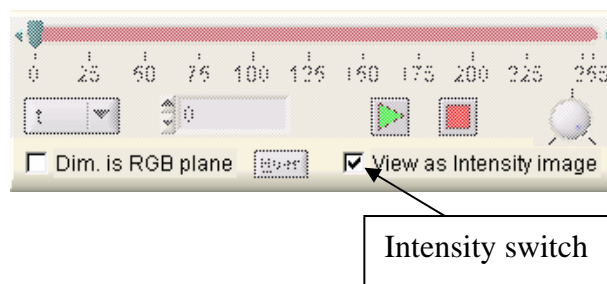 0 25 50 75 100 125 150 175 200 225 255
t 0
Dim. is RGB plane View as Intensity image
Intensity switch